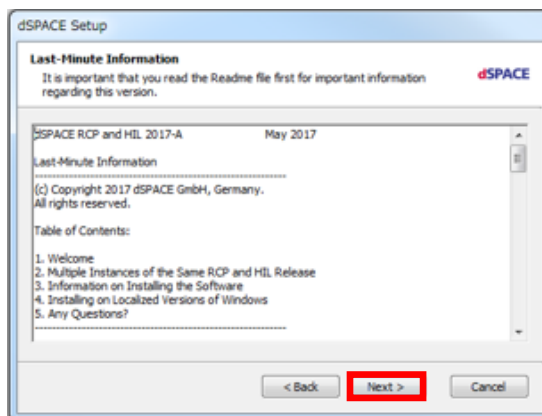 dSPACE Setup
Last-Minute Information
It is important that you read the Readme file first for important information
regarding this version.
dSPACE
dSPACE RCP and HIL 2017-A May 2017
Last-Minute Information
------------------------------------------------------------
(c) Copyright 2017 dSPACE GmbH, Germany.
All rights reserved.
Table of Contents:
1. Welcome
2. Multiple Instances of the Same RCP and HIL Release
3. Information on Installing the Software
4. Installing on Localized Versions of Windows
5. Any Questions?
------------------------------------------------------------
< Back Next > Cancel